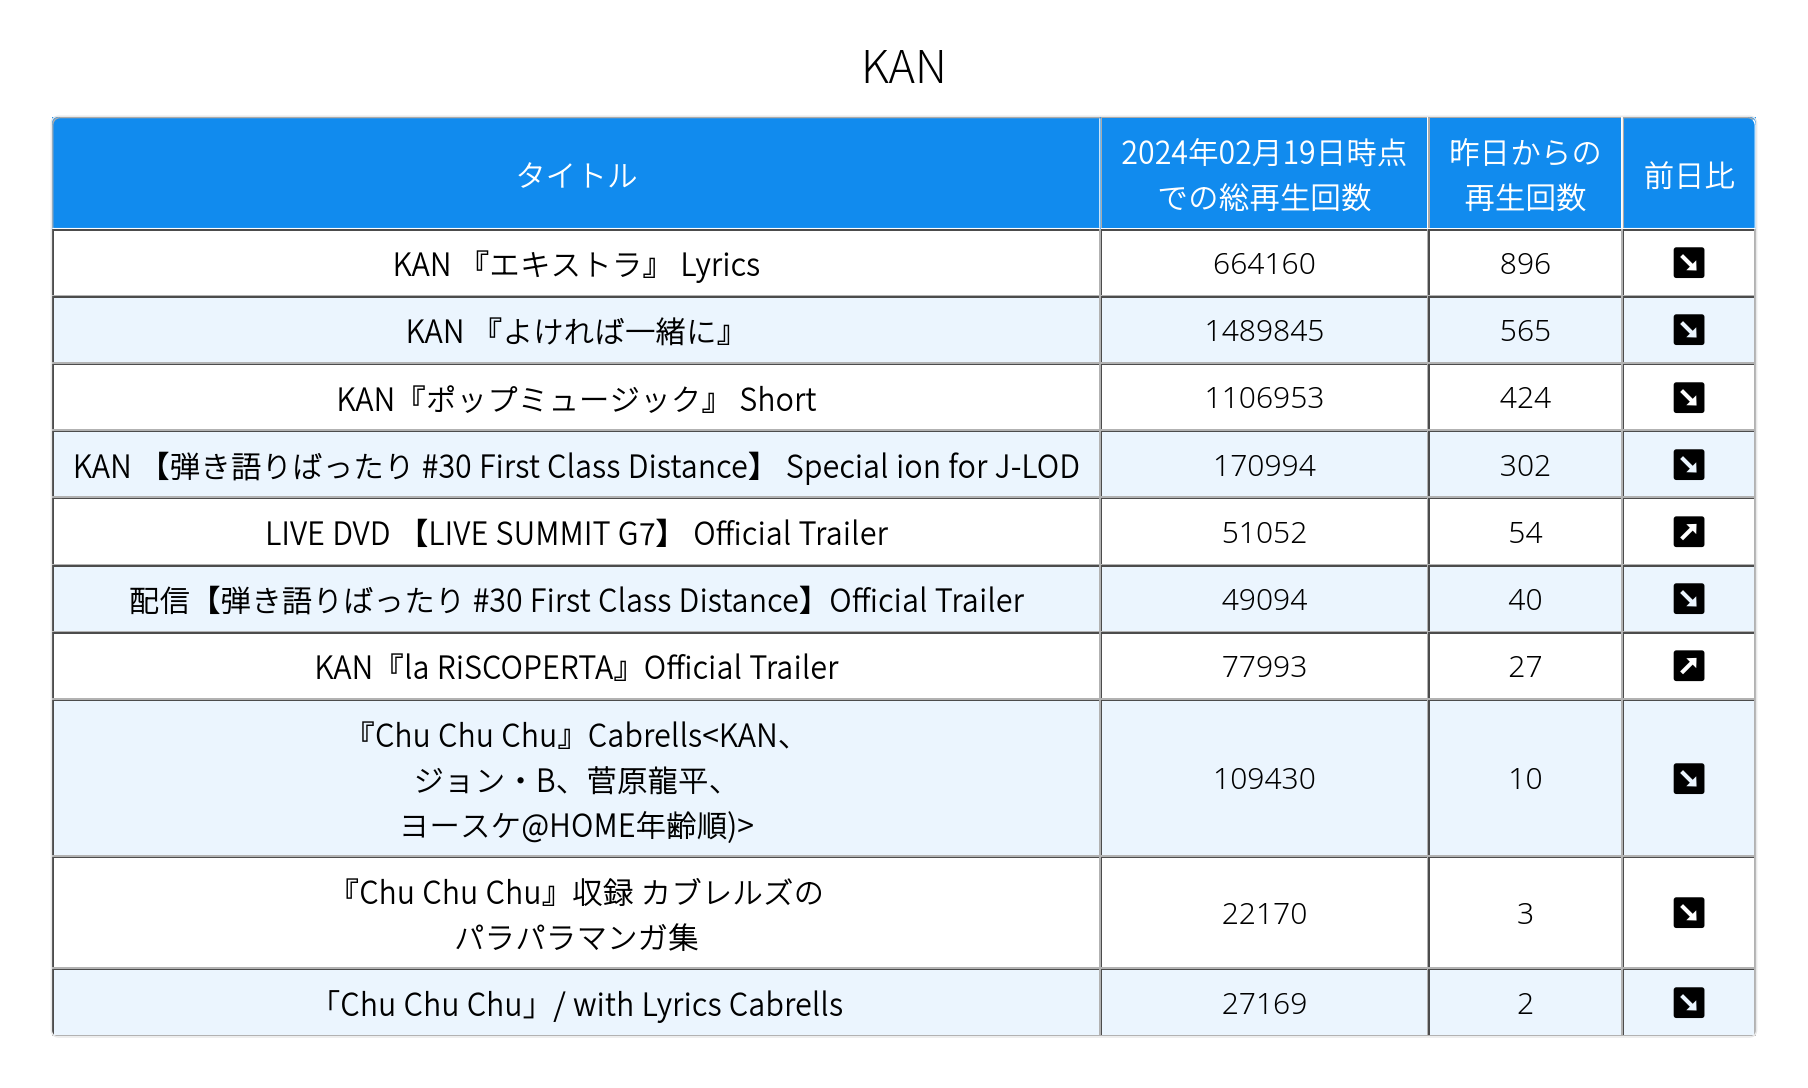 KAN
タイトル
2024年02月19日時点
での総再生回数
昨日からの
再生回数
前日比
KAN 『エキストラ』 Lyrics
664160
896
KAN 『よければ一緒に』
1489845
565
KAN『ポップミュージック』 Short
1106953
424
KAN 【弾き語りばったり #30 First Class Distance】 Special ion for J-LOD
170994
302
LIVE DVD 【LIVE SUMMIT G7】 Official Trailer
51052
54
配信【弾き語りばったり #30 First Class Distance】Official Trailer
49094
40
KAN『la RiSCOPERTA』Official Trailer
77993
27
『Chu Chu Chu』Cabrells<KAN、
ジョン・B、菅原龍平、
ヨースケ@HOME年齢順)>
109430
10
『Chu Chu Chu』収録 カブレルズの
パラパラマンガ集
22170
3
「Chu Chu Chu」/ with Lyrics Cabrells
27169
2